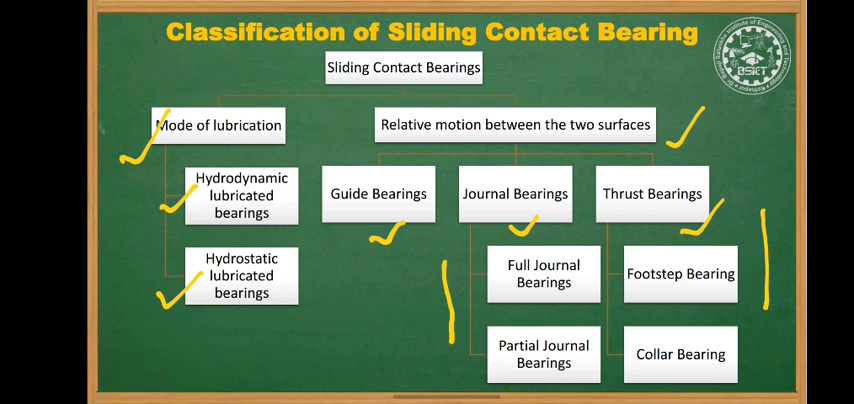 Classification of Sliding Contact Bearing
Sliding Contact Bearings
Mode of lubrication
Relative motion between the two surfaces
Hydrodynamic
lubricated
bearings
Guide Bearings
Journal Bearings
Thrust Bearings
Hydrostatic
lubricated
bearings
Full Journal
Bearings
Footstep Bearing
Partial Journal
Bearings
Collar Bearing
BSIET